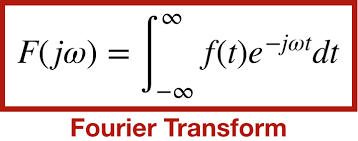 F(jω) = ∫_{-∞}^{∞} f(t)e^{-jωt}dt
Fourier Transform